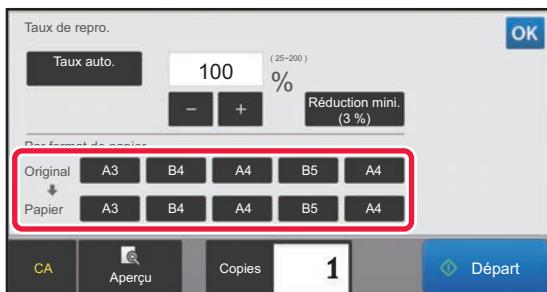 Taux de repro.
OK
Taux auto.
100
(25~200)
%
−
+
Réduction mini.
(3 %)
Par format de papier
Original
A3
B4
A4
B5
A4
Papier
A3
B4
A4
B5
A4
CA
Aperçu
Copies
1
Départ